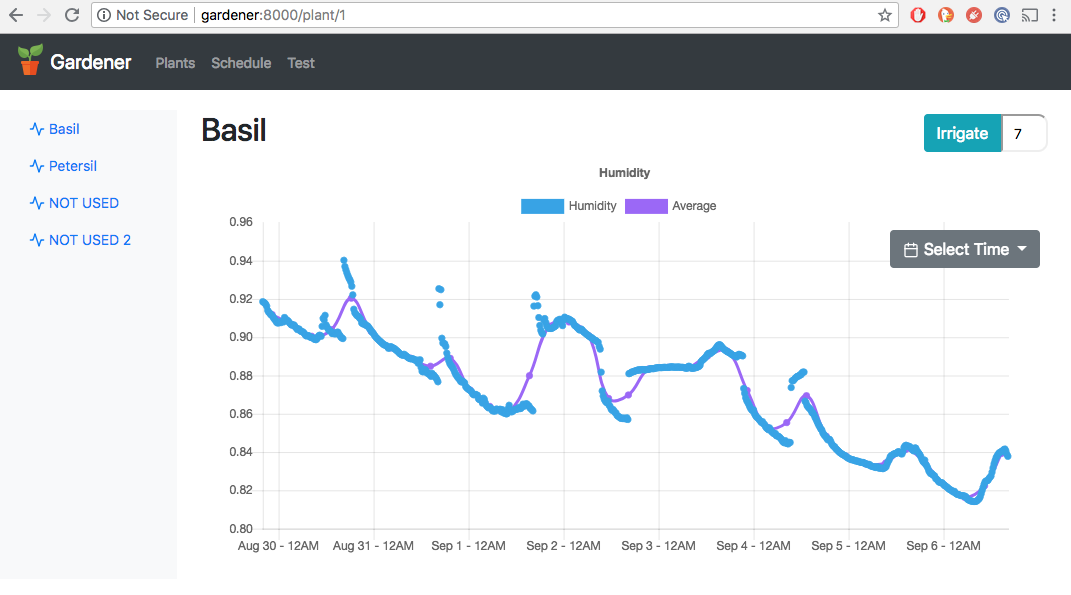 Not Secure gardener:8000/plant/1
Gardener Plants Schedule Test
Basil
Petersil
NOT USED
NOT USED 2
Basil
Irrigate 7
Humidity
Humidity Average
Select Time
0.96
0.94
0.92
0.90
0.88
0.86
0.84
0.82
0.80
Aug 30 - 12AM Aug 31 - 12AM Sep 1 - 12AM Sep 2 - 12AM Sep 3 - 12AM Sep 4 - 12AM Sep 5 - 12AM Sep 6 - 12AM